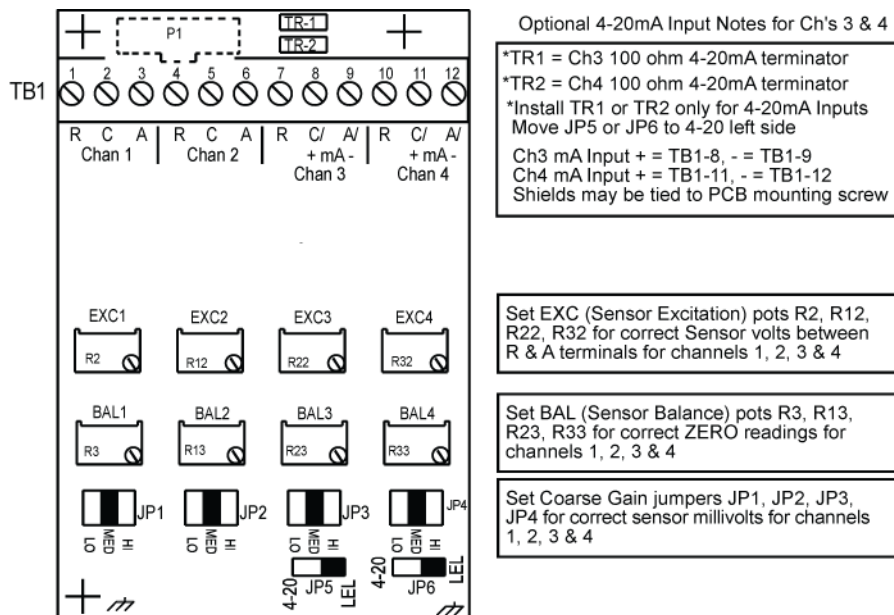 P1
TR-1
TR-2
TB1
1 2 3 4 5 6 7 8 9 10 11 12
R C A R C A R C/ A/ R C/ A/
Chan 1 Chan 2 + mA - + mA -
Chan 3 Chan 4
EXC1 EXC2 EXC3 EXC4
R2 R12 R22 R32
BAL1 BAL2 BAL3 BAL4
R3 R13 R23 R33
JP1 JP2 JP3 JP4
LO MED HI LO MED HI LO MED HI LO MED HI
4-20 JP5 LEL 4-20 JP6 LEL
Optional 4-20mA Input Notes for Ch's 3 & 4
*TR1 = Ch3 100 ohm 4-20mA terminator
*TR2 = Ch4 100 ohm 4-20mA terminator
*Install TR1 or TR2 only for 4-20mA Inputs
Move JP5 or JP6 to 4-20 left side
Ch3 mA Input + = TB1-8, - = TB1-9
Ch4 mA Input + = TB1-11, - = TB1-12
Shields may be tied to PCB mounting screw
Set EXC (Sensor Excitation) pots R2, R12,
R22, R32 for correct Sensor volts between
R & A terminals for channels 1, 2, 3 & 4
Set BAL (Sensor Balance) pots R3, R13,
R23, R33 for correct ZERO readings for
channels 1, 2, 3 & 4
Set Coarse Gain jumpers JP1, JP2, JP3,
JP4 for correct sensor millivolts for channels
1, 2, 3 & 4